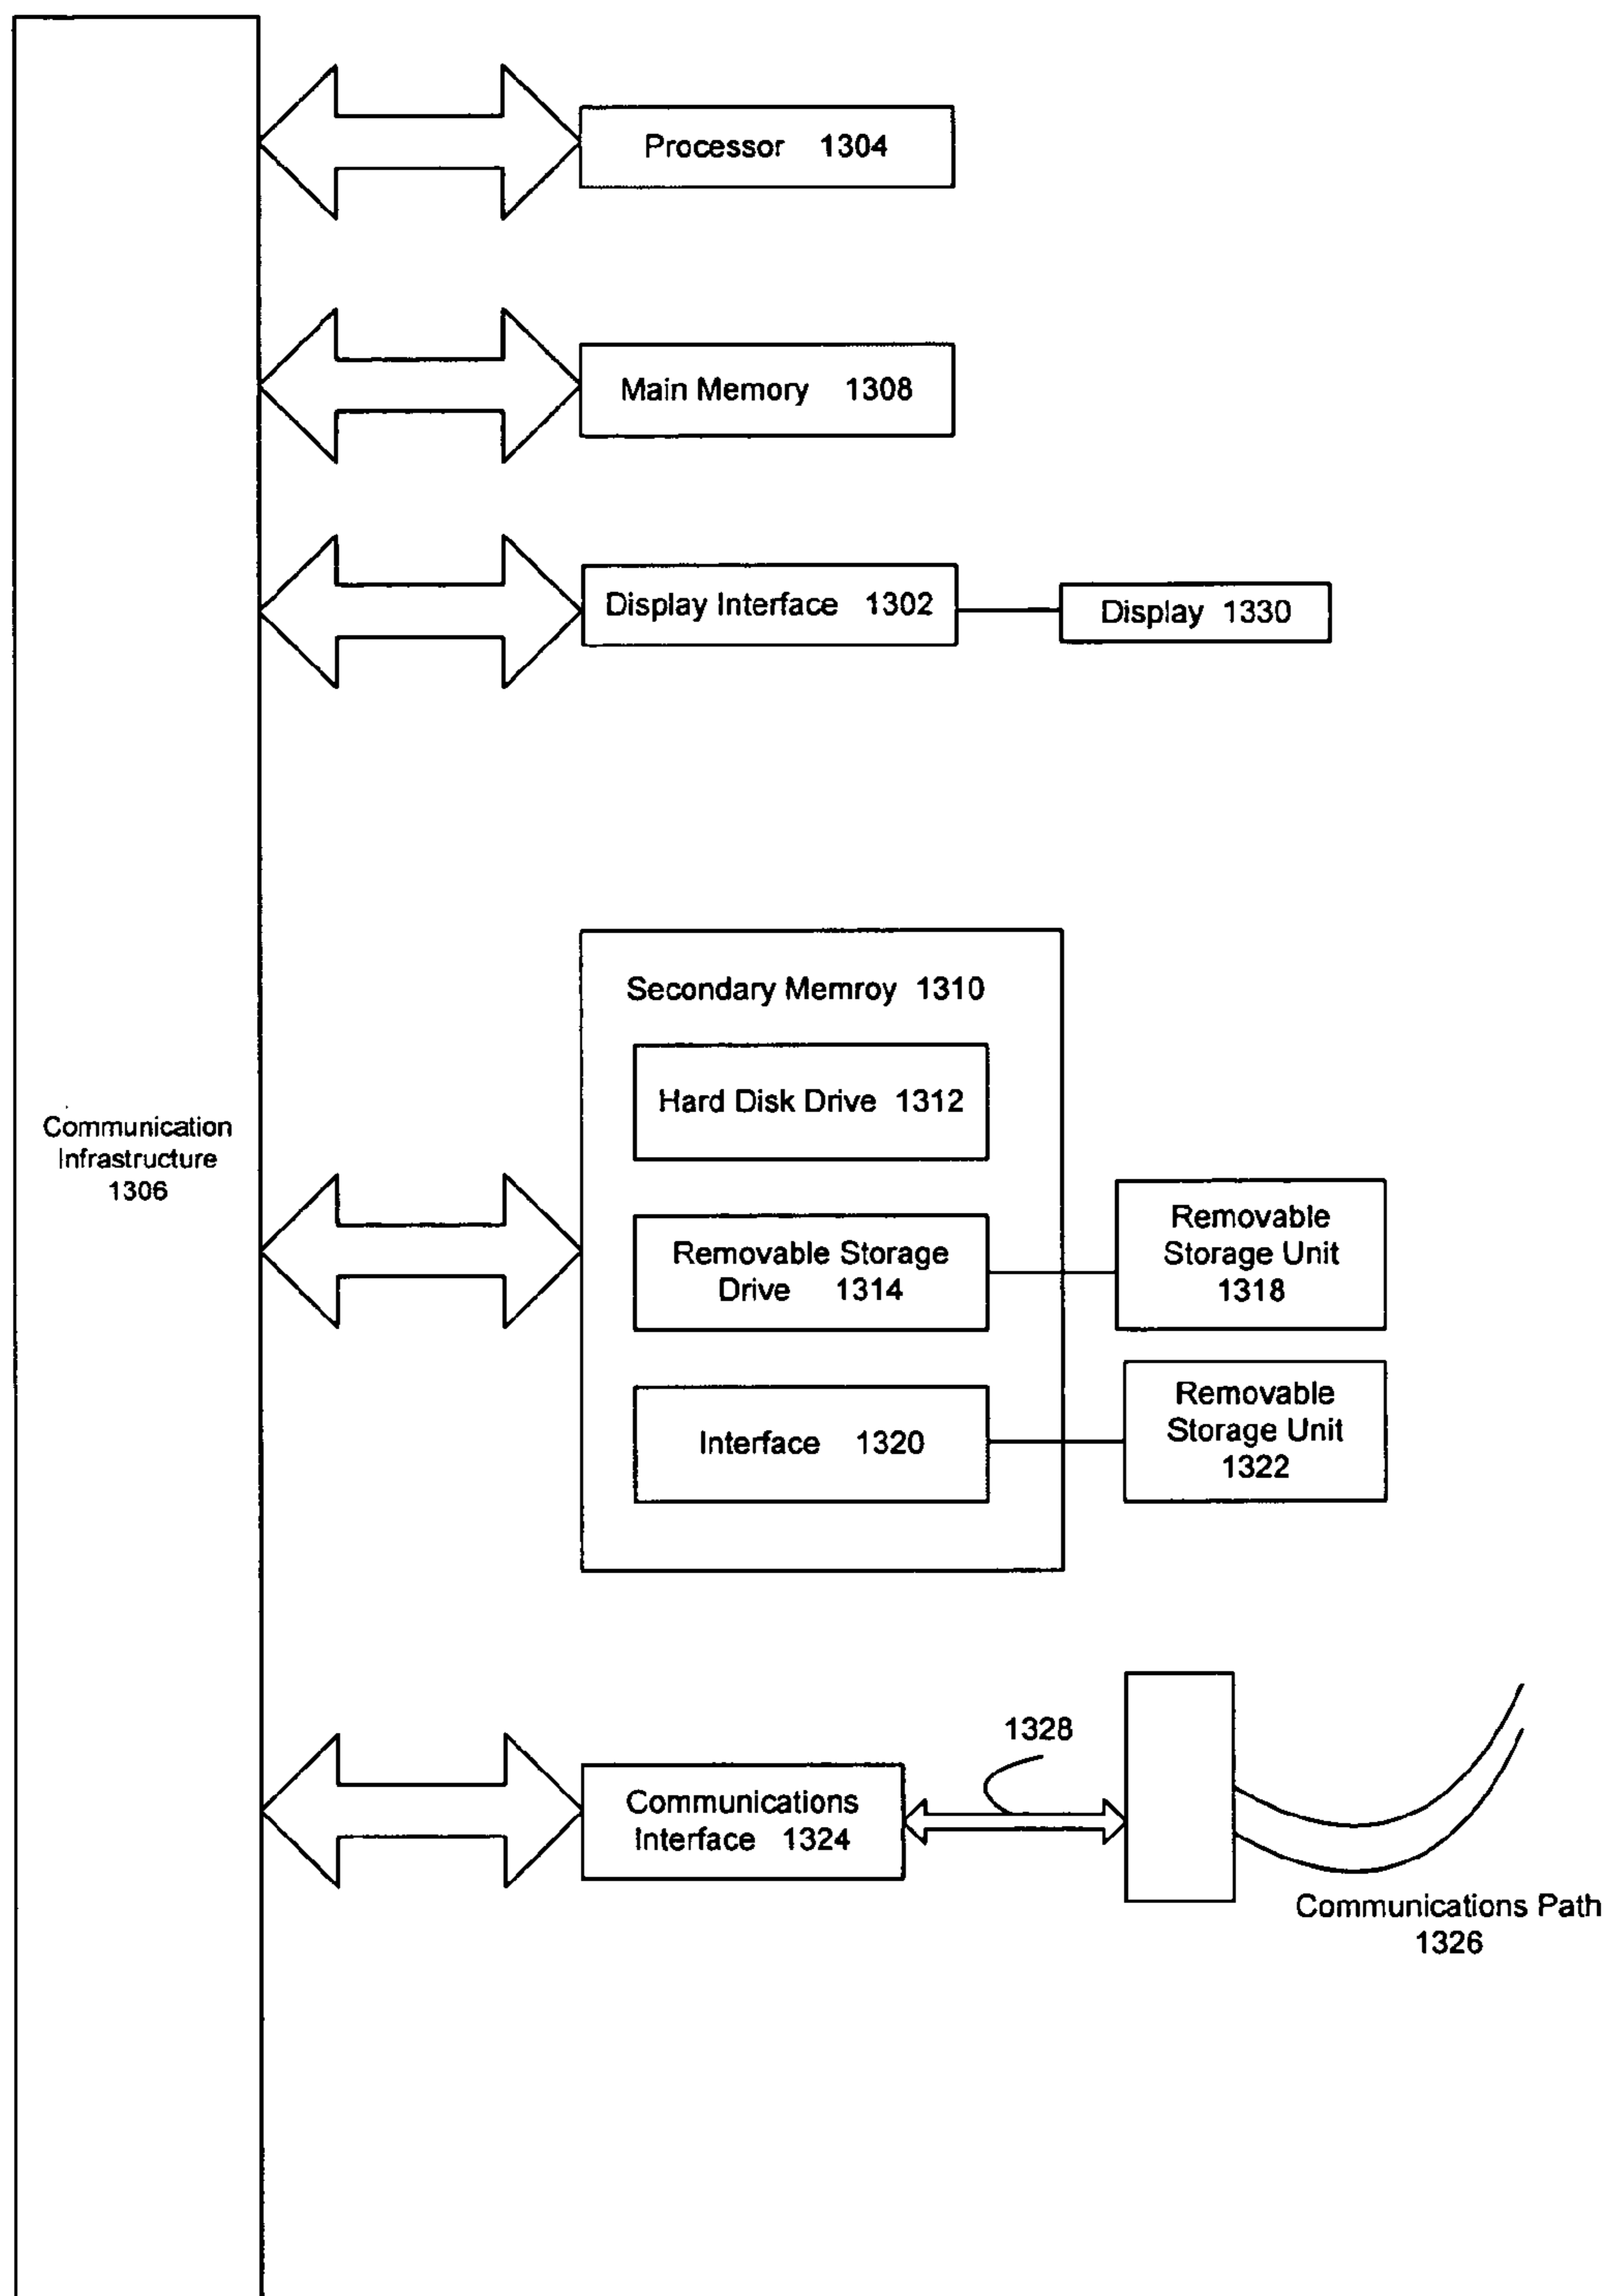 Processor 1304
Main Memory 1308
Display Interface 1302
Display 1330
Secondary Memroy 1310
Hard Disk Drive 1312
Communication
Infrastructure
1306
Removable Storage
Drive 1314
Removable
Storage Unit
1318
Interface 1320
Removable
Storage Unit
1322
1328
Communications
Interface 1324
Communications Path
1326